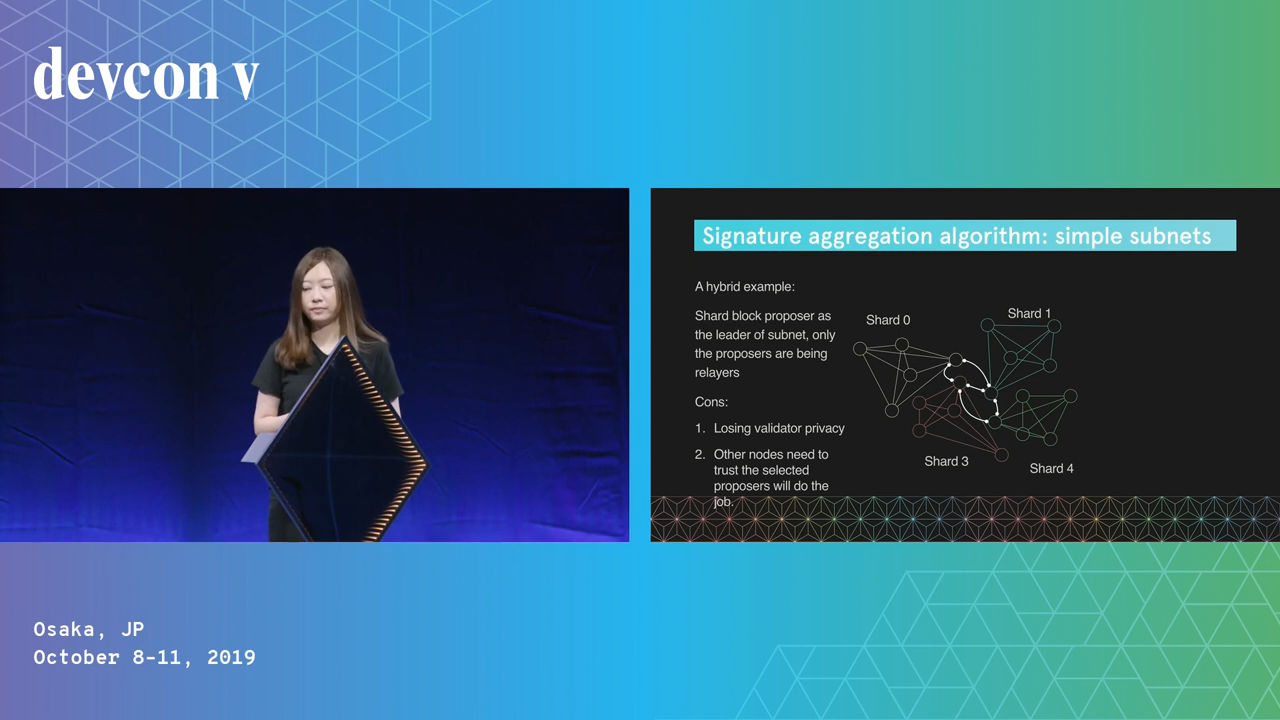 devcon v
Signature aggregation algorithm: simple subnets
A hybrid example:
Shard block proposer as
the leader of subnet, only
the proposers are being
relayers
Cons:
1. Losing validator privacy
2. Other nodes need to
trust the selected
proposers will do the
job.
Shard 0
Shard 1
Shard 3
Shard 4
Osaka, JP
October 8-11, 2019